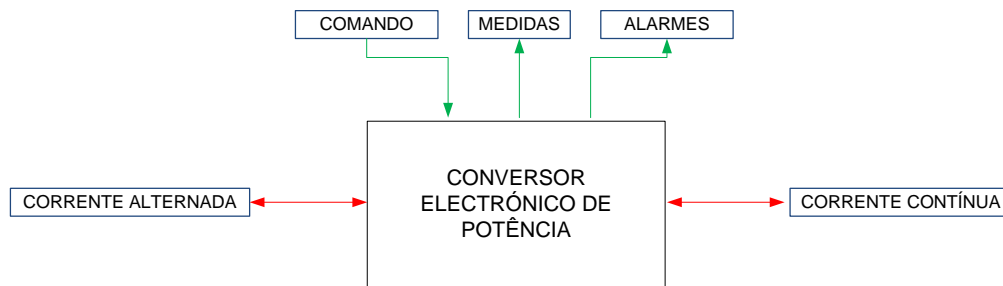 COMANDO
MEDIDAS
ALARMES
CONVERSOR
ELECTRÓNICO DE
POTÊNCIA
CORRENTE ALTERNADA
CORRENTE CONTÍNUA